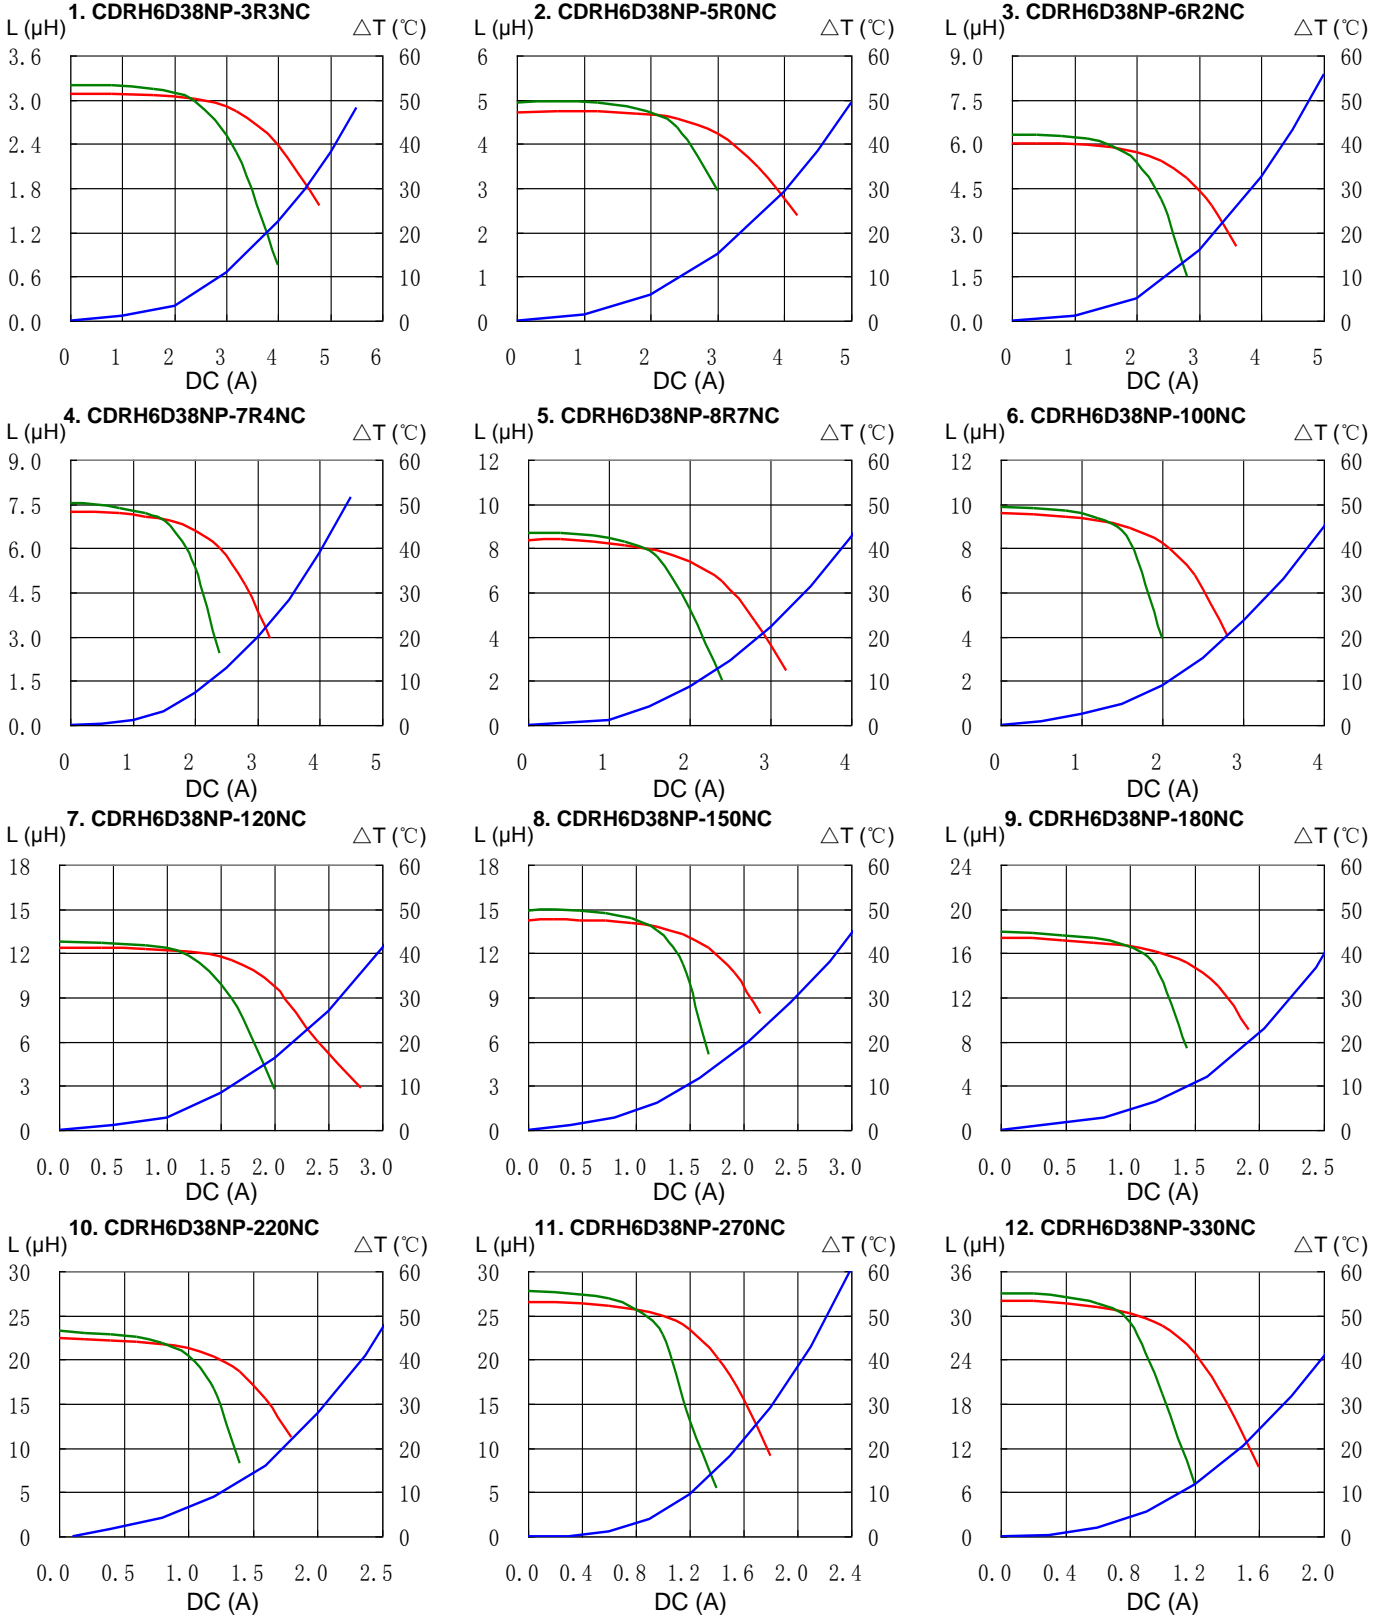 1. CDRH6D38NP-3R3NC
L (μH) △T (℃)
3.6 60
3.0 50
2.4 40
1.8 30
1.2 20
0.6 10
0.0 0
0 1 2 3 4 5 6
DC (A)
2. CDRH6D38NP-5R0NC
L (μH) △T (℃)
6 60
5 50
4 40
3 30
2 20
1 10
0 0
0 1 2 3 4 5
DC (A)
3. CDRH6D38NP-6R2NC
L (μH) △T (℃)
9.0 60
7.5 50
6.0 40
4.5 30
3.0 20
1.5 10
0.0 0
0 1 2 3 4 5
DC (A)
4. CDRH6D38NP-7R4NC
L (μH) △T (℃)
9.0 60
7.5 50
6.0 40
4.5 30
3.0 20
1.5 10
0.0 0
0 1 2 3 4 5
DC (A)
5. CDRH6D38NP-8R7NC
L (μH) △T (℃)
12 60
10 50
8 40
6 30
4 20
2 10
0 0
0 1 2 3 4
DC (A)
6. CDRH6D38NP-100NC
L (μH) △T (℃)
12 60
10 50
8 40
6 30
4 20
2 10
0 0
0 1 2 3 4
DC (A)
7. CDRH6D38NP-120NC
L (μH) △T (℃)
18 60
15 50
12 40
9 30
6 20
3 10
0 0
0.0 0.5 1.0 1.5 2.0 2.5 3.0
DC (A)
8. CDRH6D38NP-150NC
L (μH) △T (℃)
18 60
15 50
12 40
9 30
6 20
3 10
0 0
0.0 0.5 1.0 1.5 2.0 2.5 3.0
DC (A)
9. CDRH6D38NP-180NC
L (μH) △T (℃)
24 60
20 50
16 40
12 30
8 20
4 10
0 0
0.0 0.5 1.0 1.5 2.0 2.5
DC (A)
10. CDRH6D38NP-220NC
L (μH) △T (℃)
30 60
25 50
20 40
15 30
10 20
5 10
0 0
0.0 0.5 1.0 1.5 2.0 2.5
DC (A)
11. CDRH6D38NP-270NC
L (μH) △T (℃)
30 60
25 50
20 40
15 30
10 20
5 10
0 0
0.0 0.4 0.8 1.2 1.6 2.0 2.4
DC (A)
12. CDRH6D38NP-330NC
L (μH) △T (℃)
36 60
30 50
24 40
18 30
12 20
6 10
0 0
0.0 0.4 0.8 1.2 1.6 2.0
DC (A)